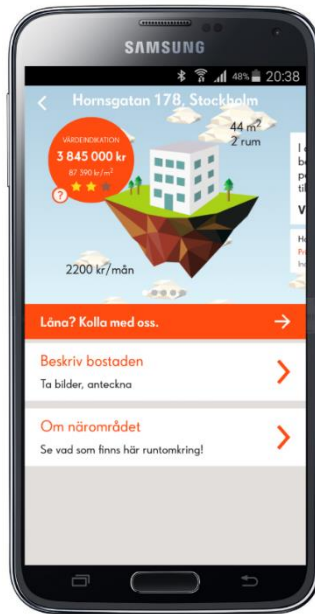 SAMSUNG
48% 20:38
Hornsgatan 178, Stockholm
VÄRDEINDIKATION
3 845 000 kr
87 390 kr/m²
?
44 m²
2 rum
2200 kr/mån
Låna? Kolla med oss.
Beskriv bostaden
Ta bilder, anteckna
Om närområdet
Se vad som finns här runtomkring!